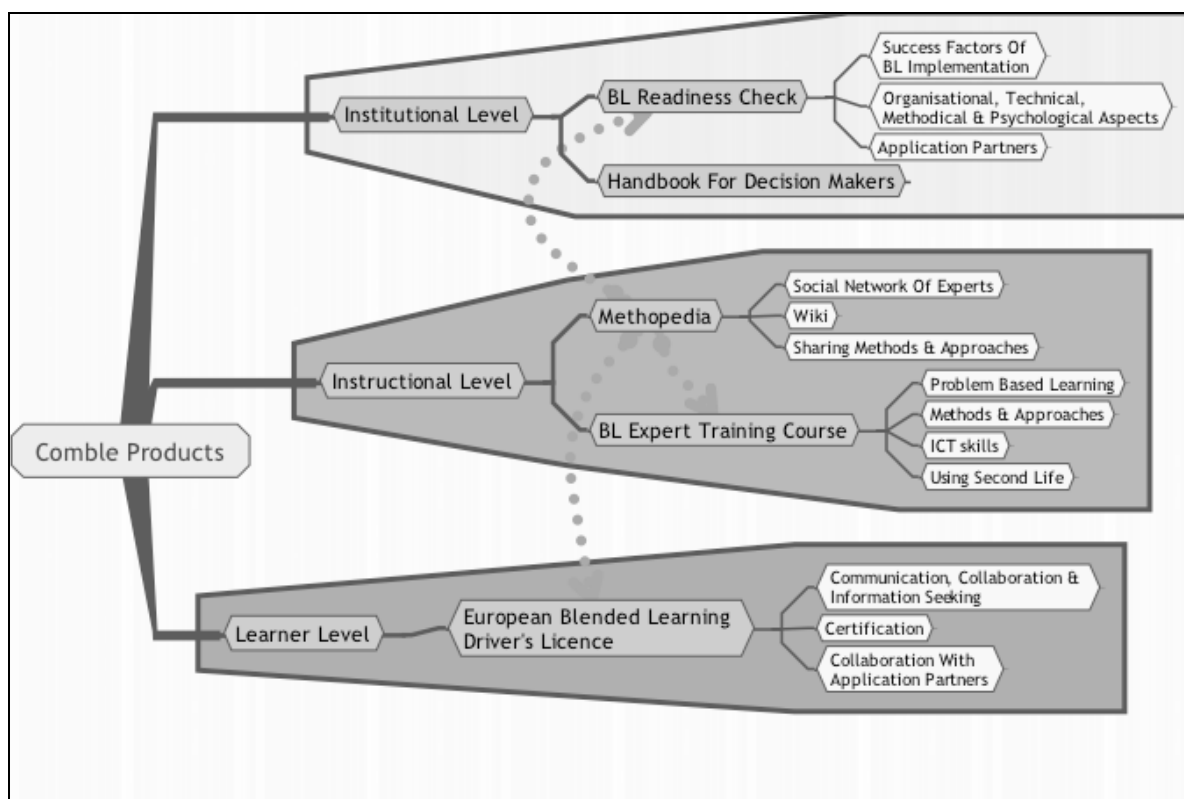 Comble Products
Institutional Level
BL Readiness Check
Success Factors Of
BL Implementation
Organisational, Technical,
Methodical & Psychological Aspects
Application Partners
Handbook For Decision Makers
Instructional Level
Methopedia
Social Network Of Experts
Wiki
Sharing Methods & Approaches
BL Expert Training Course
Problem Based Learning
Methods & Approaches
ICT skills
Using Second Life
Learner Level
European Blended Learning
Driver's Licence
Communication, Collaboration &
Information Seeking
Certification
Collaboration With
Application Partners